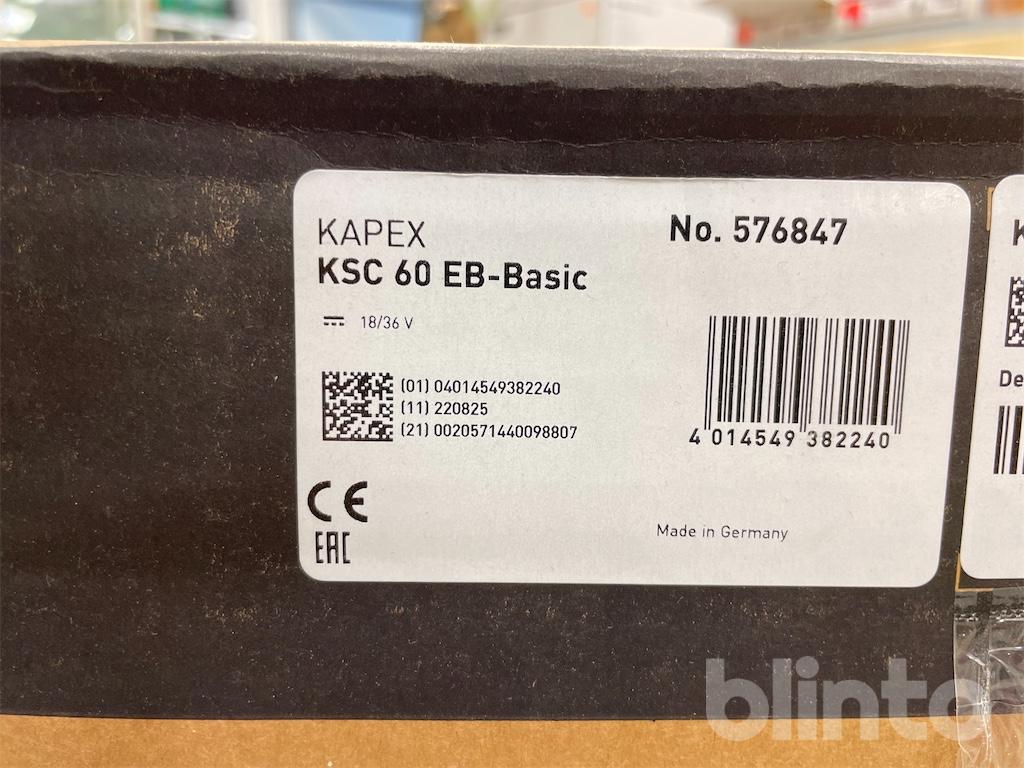 KAPEX
KSC 60 EB-Basic
No. 576847
18/36 V
(01) 04014549382240
(11) 220825
(21) 0020571440098807
4 014549 382240
CE
EAC
Made in Germany
K
De
blinto